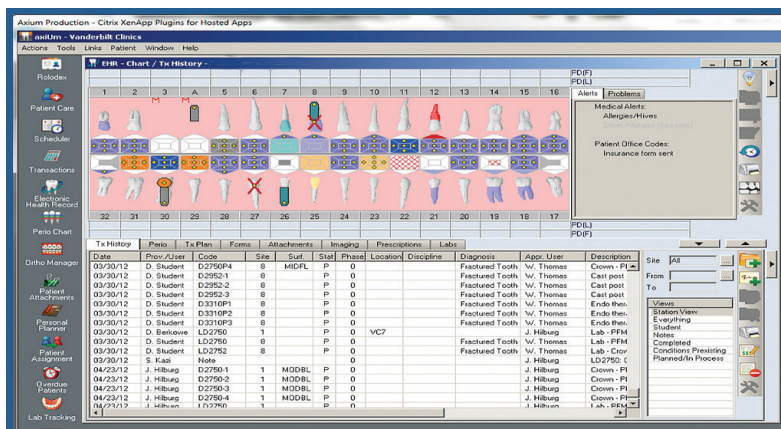 Axium Production - Citrix XenApp Plugins for Hosted Apps
axiUm - Vanderbilt Clinics
Actions Tools Links Patient Window Help
Rolodex
Patient Care
Scheduler
Transactions
Electronic
Health Record
Perio Chart
Ortho Manager
Patient
Attachments
Personal
Planner
Patient
Assignment
Overdue
Patients
Lab Tracking
EHR - Chart / Tx History -
PD(F)
PD(L)
1 2 3 A 5 6 7 8 9 10 11 12 13 14 15 16
M M
32 31 30 29 28 27 26 25 24 23 22 21 20 19 18 17
PD(L)
PD(F)
Alerts Problems
Medical Alerts:
Allergies/Hives
Patient Office Codes:
Insurance form sent
Tx History Perio Tx Plan Forms Attachments Imaging Prescriptions Labs
Date Prov./User Code Site Surf. Stat Phase Location Discipline Diagnosis Appr. User Description
03/30/12 D. Student D2750P4 8 MIDFL P 0 Fractured Tooth W. Thomas Crown - Pl
03/30/12 D. Student D2952-1 8 P 0 Fractured Tooth W. Thomas Cast post
03/30/12 D. Student D2952-2 8 P 0 Fractured Tooth W. Thomas Cast post
03/30/12 D. Student D2952-3 8 P 0 Fractured Tooth W. Thomas Cast post
03/30/12 D. Student D3310P1 8 P 0 Fractured Tooth W. Thomas Endo ther
03/30/12 D. Student D3310P2 8 P 0 Fractured Tooth W. Thomas Endo ther
03/30/12 D. Student D3310P3 8 P 0 Fractured Tooth W. Thomas Endo ther
03/30/12 D. Berkowe LD2750 1 P 0 VC7 J. Hilburg Lab - PFM
03/30/12 D. Student LD2750 8 P 0 Fractured Tooth W. Thomas Lab - PFM
03/30/12 D. Student LD2752 8 P 0 Fractured Tooth W. Thomas Lab - Crow
03/30/12 S. Kazi Note 0 J. Hilburg LD2750:
04/23/12 J. Hilburg D2750-1 1 MODBL P 0 J. Hilburg Crown - P
04/23/12 J. Hilburg D2750-2 1 MODBL P 0 J. Hilburg Crown - P
04/23/12 J. Hilburg D2750-3 1 MODBL P 0 J. Hilburg Crown - P
04/23/12 J. Hilburg D2750-4 1 MODBL P 0 J. Hilburg Crown - P
04/23/12 J. Hilburg LD2750 1 MODBL P 0 J. Hilburg Lab - PFM
Site All ...
From ...
To
Views
Station View
Everything
Student
Notes
Completed
Conditions Prexisting
Planned/In Process